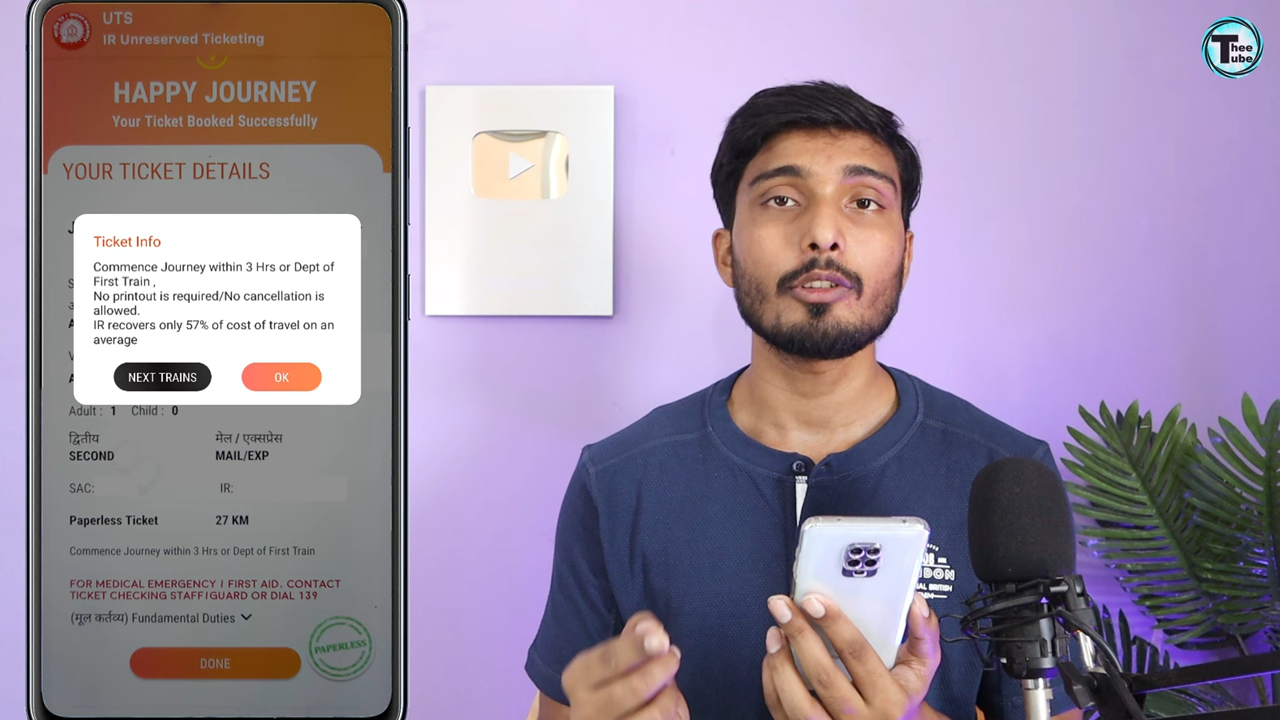 UTS
IR Unreserved Ticketing
HAPPY JOURNEY
Your Ticket Booked Successfully
YOUR TICKET DETAILS
Ticket Info
Commence Journey within 3 Hrs or Dept of
First Train ,
No printout is required/No cancellation is
allowed.
IR recovers only 57% of cost of travel on an
average
NEXT TRAINS
OK
Adult : 1 Child : 0
द्वितीय मेल / एक्सप्रेस
SECOND MAIL/EXP
SAC: IR:
Paperless Ticket 27 KM
Commence Journey within 3 Hrs or Dept of First Train
FOR MEDICAL EMERGENCY / FIRST AID. CONTACT
TICKET CHECKING STAFF/GUARD OR DIAL 139
(मूल कर्तव्य) Fundamental Duties
PAPERLESS
DONE
Thee
Tube